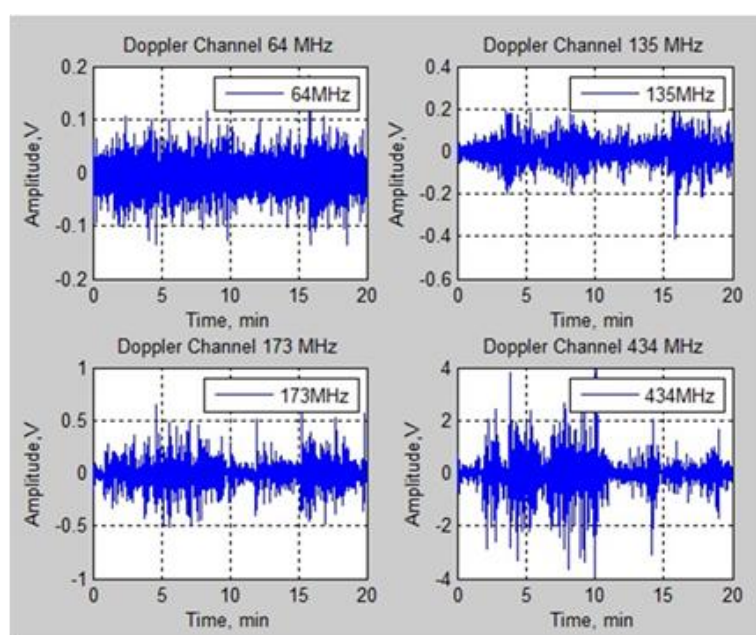 Doppler Channel 64 MHz
64MHz
Amplitude,V
0.2
0.1
0
-0.1
-0.2
0 5 10 15 20
Time, min
Doppler Channel 135 MHz
135MHz
Amplitude,V
0.4
0.2
0
-0.2
-0.4
-0.6
0 5 10 15 20
Time, min
Doppler Channel 173 MHz
173MHz
Amplitude,V
1
0.5
0
-0.5
-1
0 5 10 15 20
Time, min
Doppler Channel 434 MHz
434MHz
Amplitude,V
4
2
0
-2
-4
0 5 10 15 20
Time, min